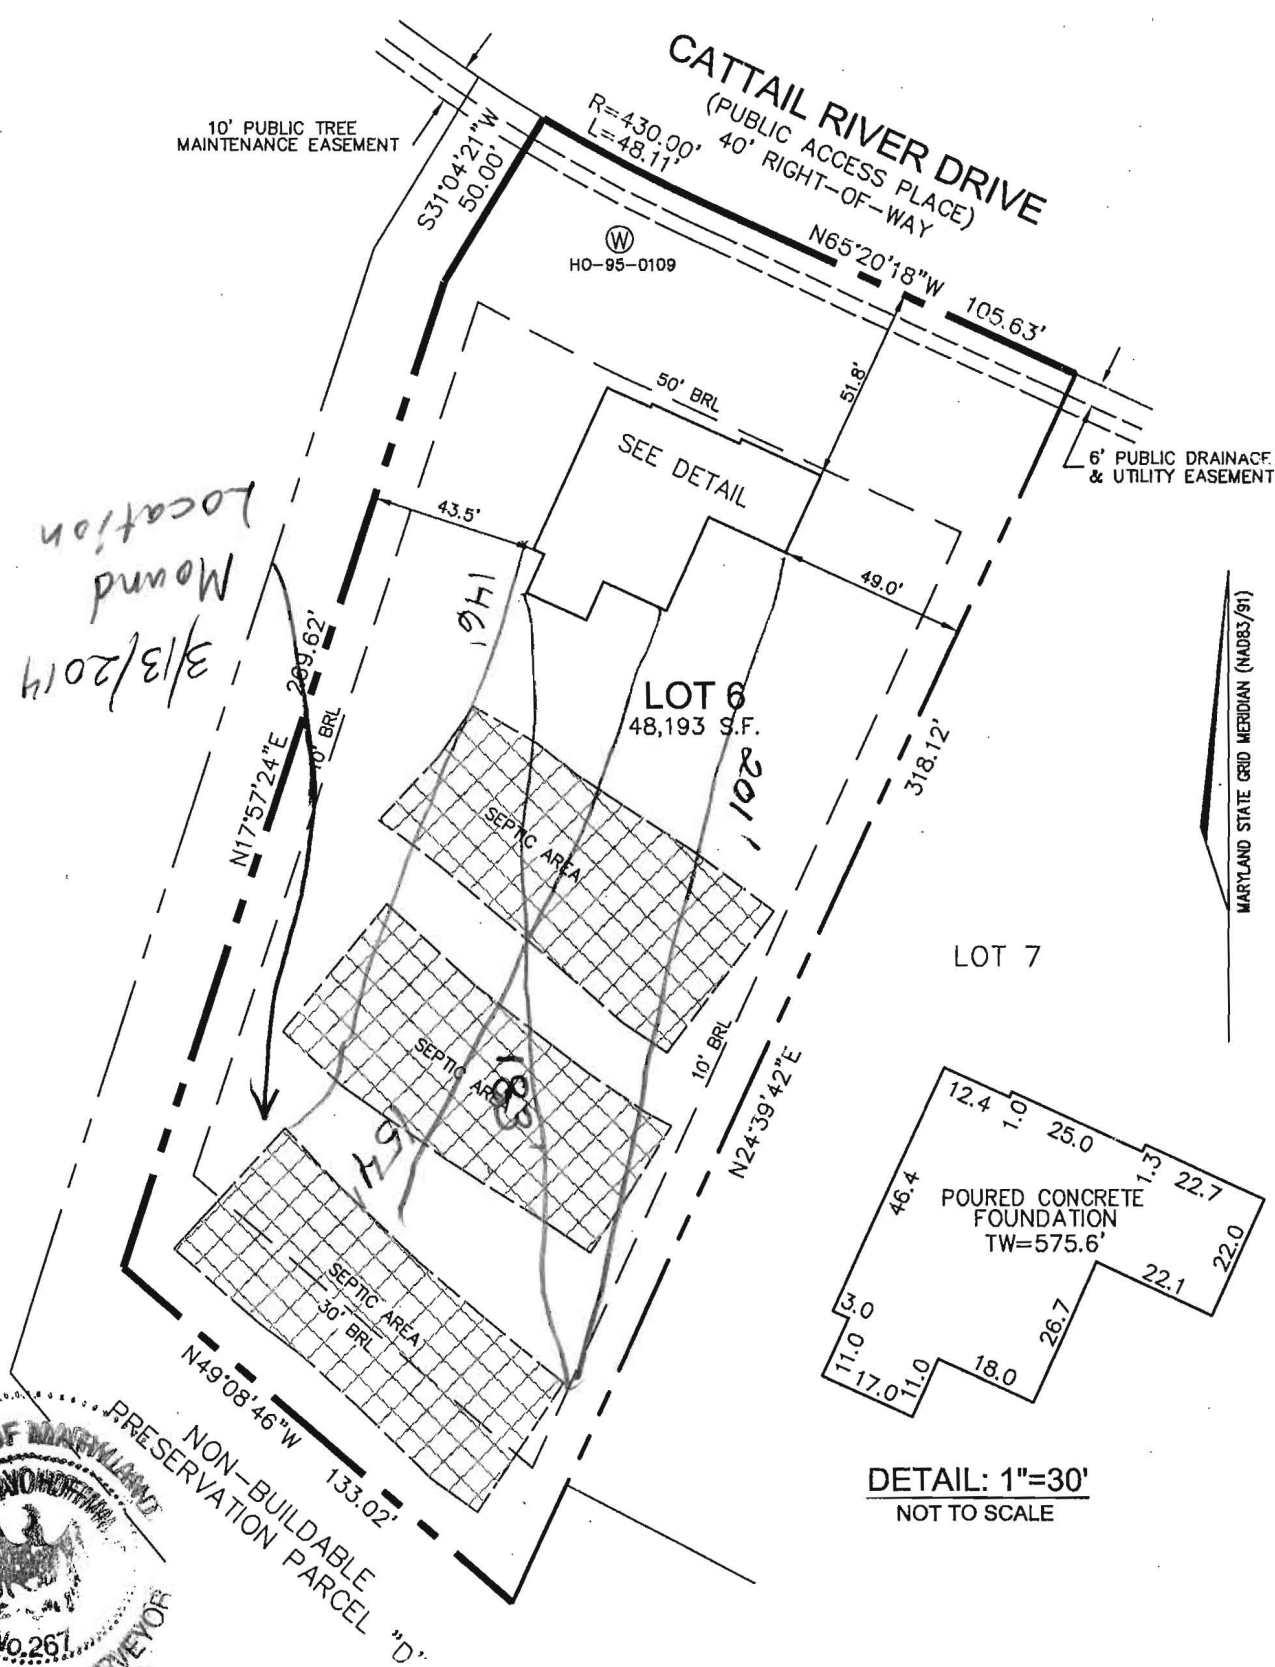 CATTAIL RIVER DRIVE
(PUBLIC ACCESS PLACE)
40' RIGHT-OF-WAY
R=430.00'
L=48.11'
10' PUBLIC TREE
MAINTENANCE EASEMENT
S31°04'21"W
50.00'
W
HO-95-0109
N65°20'18"W 105.63'
51.8'
50' BRL
SEE DETAIL
6' PUBLIC DRAINAGE
& UTILITY EASEMENT
43.5'
49.0'
Location
Mound
3/13/2014
146'
LOT 6
48,193 S.F.
201'
N17°57'24"E 269.62'
10' BRL
318.12'
N24°39'42"E
10' BRL
MARYLAND STATE GRID MERIDIAN (NAD83/91)
LOT 7
SEPTIC AREA
SEPTIC AREA
188'
SEPTIC AREA
30' BRL
N49°08'46"W 133.02'
NON-BUILDABLE
PRESERVATION PARCEL "D"
12.4
1.0
25.0
1.3
22.7
46.4
POURED CONCRETE
FOUNDATION
TW=575.6'
22.0
22.1
26.7
3.0
11.0
17.0
11.0
18.0
DETAIL: 1"=30'
NOT TO SCALE
OF MARYLAND
No.267